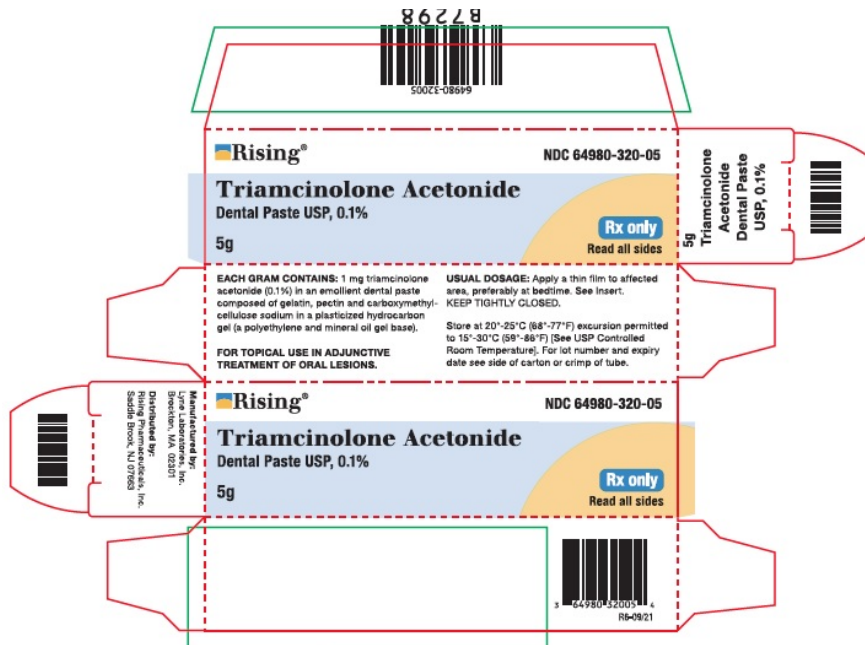 B7298
64980-32005
Rising®
NDC 64980-320-05
Triamcinolone Acetonide
Dental Paste USP, 0.1%
5g
Rx only
Read all sides
5g
Triamcinolone
Acetonide
Dental Paste
USP, 0.1%
EACH GRAM CONTAINS: 1 mg triamcinolone
acetonide (0.1%) in an emollient dental paste
composed of gelatin, pectin and carboxymethyl-
cellulose sodium in a plasticized hydrocarbon
gel (a polyethylene and mineral oil gel base).
FOR TOPICAL USE IN ADJUNCTIVE
TREATMENT OF ORAL LESIONS.
USUAL DOSAGE: Apply a thin film to affected
area, preferably at bedtime. See Insert.
KEEP TIGHTLY CLOSED.
Store at 20°-25°C (68°-77°F) excursion permitted
to 15°-30°C (59°-86°F) [See USP Controlled
Room Temperature]. For lot number and expiry
date see side of carton or crimp of tube.
Manufactured by:
Lyne Laboratories, Inc.
Brockton, MA 02301
Distributed by:
Rising Pharmaceuticals, Inc.
Saddle Brook, NJ 07663
Rising®
NDC 64980-320-05
Triamcinolone Acetonide
Dental Paste USP, 0.1%
5g
Rx only
Read all sides
3 64980 32005 4
R6-09/21